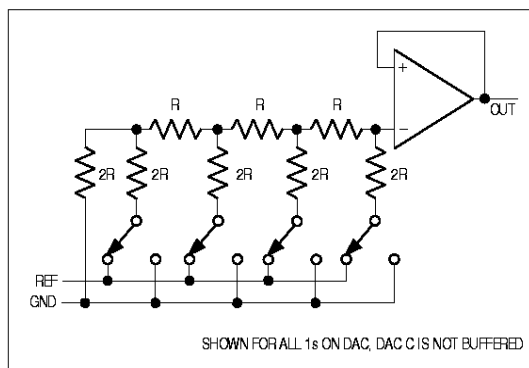 +
R R R
OUT
−
2R 2R 2R 2R 2R
REF
GND
SHOWN FOR ALL 1s ON DAC, DAC C IS NOT BUFFERED